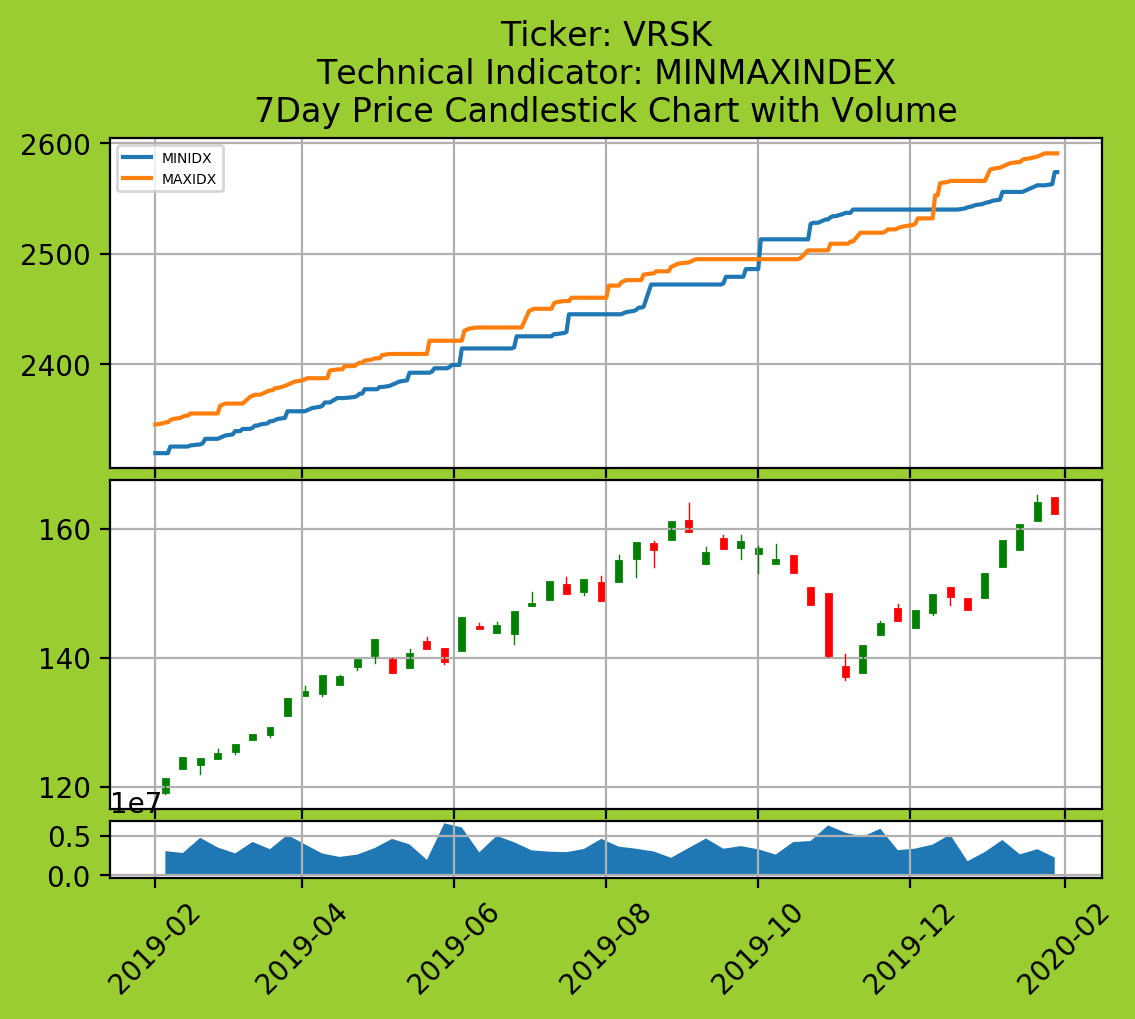 Ticker: VRSK
Technical Indicator: MINMAXINDEX
7Day Price Candlestick Chart with Volume
2600
2500
2400
MINIDX
MAXIDX
160
140
120
1e7
0.5
0.0
2019-02
2019-04
2019-06
2019-08
2019-10
2019-12
2020-02